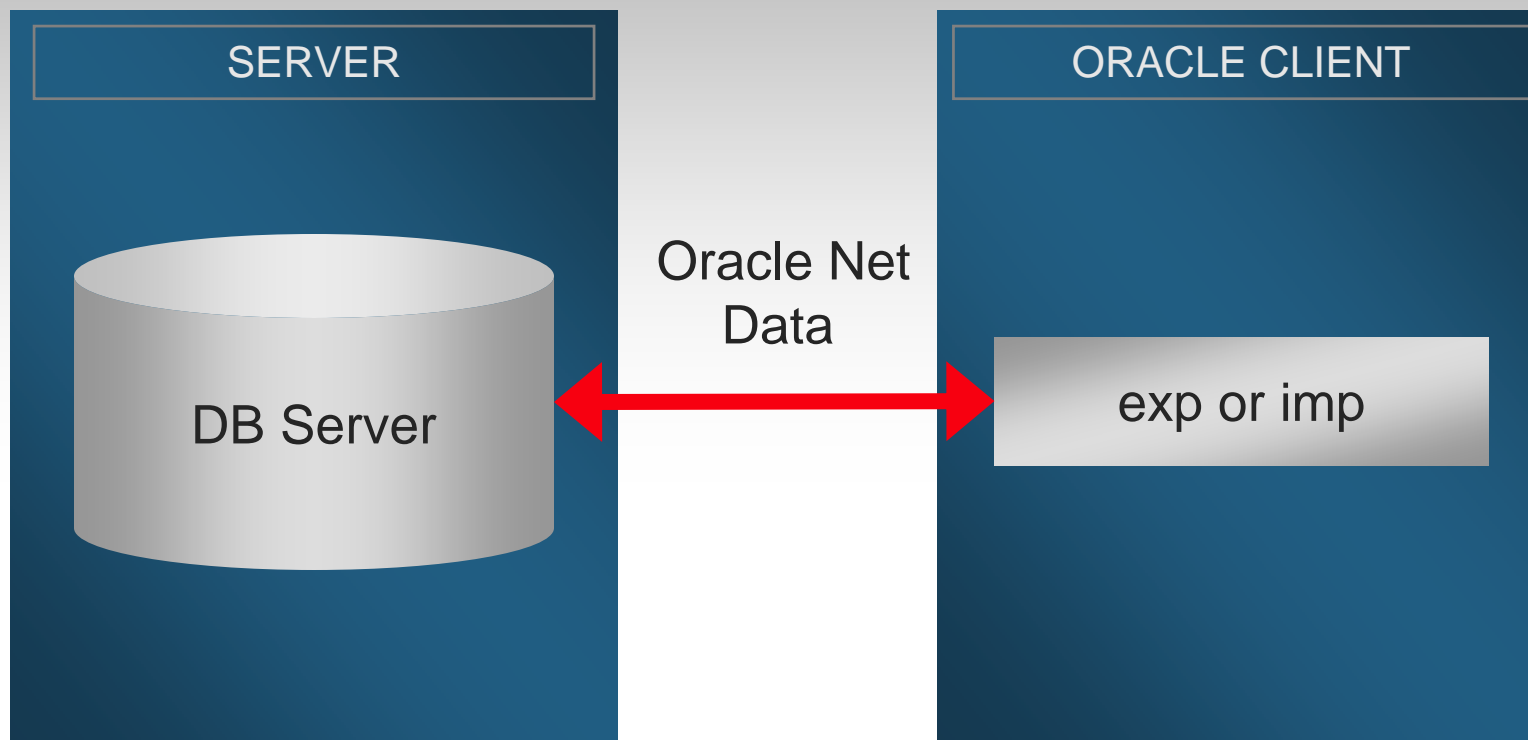 SERVER
ORACLE CLIENT
Oracle Net
Data
DB Server
exp or imp